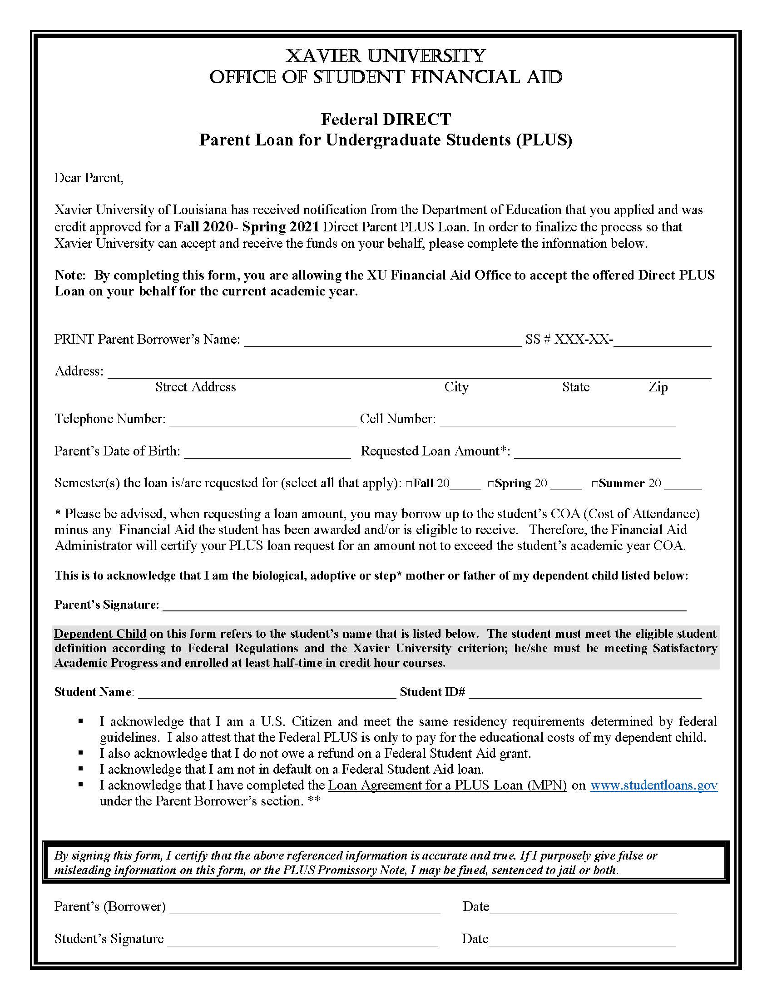 XAVIER UNIVERSITY
OFFICE OF STUDENT FINANCIAL AID
Federal DIRECT
Parent Loan for Undergraduate Students (PLUS)
Dear Parent,
Xavier University of Louisiana has received notification from the Department of Education that you applied and was
credit approved for a Fall 2020- Spring 2021 Direct Parent PLUS Loan. In order to finalize the process so that
Xavier University can accept and receive the funds on your behalf, please complete the information below.
Note: By completing this form, you are allowing the XU Financial Aid Office to accept the offered Direct PLUS
Loan on your behalf for the current academic year.
PRINT Parent Borrower’s Name: ________________ SS # XXX-XX-________
Address: ________________
Street Address City State Zip
Telephone Number: ________________ Cell Number: ________________
Parent’s Date of Birth: ________________ Requested Loan Amount*: ________________
Semester(s) the loan is/are requested for (select all that apply): □Fall 20____ □Spring 20 ____ □Summer 20 ____
* Please be advised, when requesting a loan amount, you may borrow up to the student’s COA (Cost of Attendance)
minus any Financial Aid the student has been awarded and/or is eligible to receive. Therefore, the Financial Aid
Administrator will certify your PLUS loan request for an amount not to exceed the student’s academic year COA.
This is to acknowledge that I am the biological, adoptive or step* mother or father of my dependent child listed below:
Parent’s Signature: ________________
Dependent Child on this form refers to the student’s name that is listed below. The student must meet the eligible student
definition according to Federal Regulations and the Xavier University criterion; he/she must be meeting Satisfactory
Academic Progress and enrolled at least half-time in credit hour courses.
Student Name: ________________ Student ID# ________________
▪ I acknowledge that I am a U.S. Citizen and meet the same residency requirements determined by federal
guidelines. I also attest that the Federal PLUS is only to pay for the educational costs of my dependent child.
▪ I also acknowledge that I do not owe a refund on a Federal Student Aid grant.
▪ I acknowledge that I am not in default on a Federal Student Aid loan.
▪ I acknowledge that I have completed the Loan Agreement for a PLUS Loan (MPN) on www.studentloans.gov
under the Parent Borrower’s section. **
By signing this form, I certify that the above referenced information is accurate and true. If I purposely give false or
misleading information on this form, or the PLUS Promissory Note, I may be fined, sentenced to jail or both.
Parent’s (Borrower) ________________ Date________________
Student’s Signature ________________ Date________________